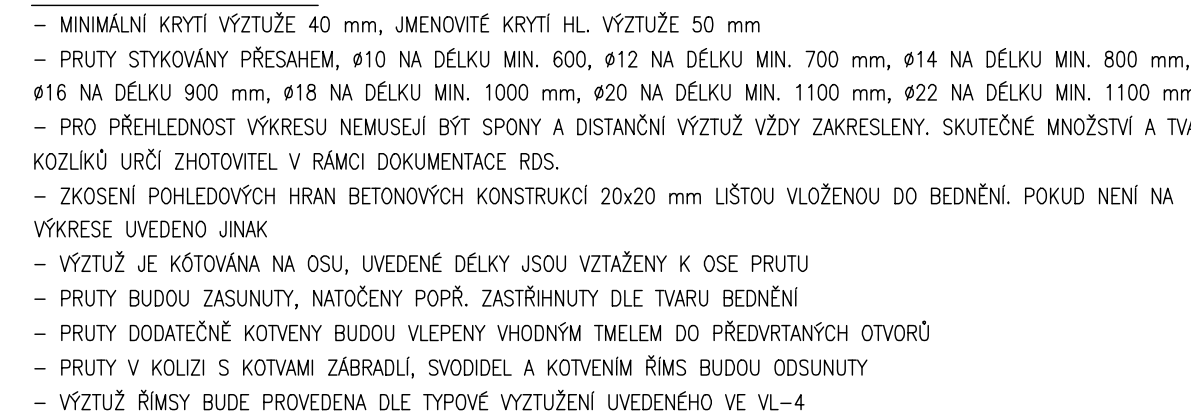 – MINIMÁLNÍ KRYTÍ VÝZTUŽE 40 mm, JMENOVITÉ KRYTÍ HL. VÝZTUŽE 50 mm
– PRUTY STYKOVÁNY PŘESAHEM, ø10 NA DÉLKU MIN. 600, ø12 NA DÉLKU MIN. 700 mm, ø14 NA DÉLKU MIN. 800 mm,
ø16 NA DÉLKU 900 mm, ø18 NA DÉLKU MIN. 1000 mm, ø20 NA DÉLKU MIN. 1100 mm, ø22 NA DÉLKU MIN. 1100 mm
– PRO PŘEHLEDNOST VÝKRESU NEMUSEJÍ BÝT SPONY A DISTANČNÍ VÝZTUŽ VŽDY ZAKRESLENY. SKUTEČNÉ MNOŽSTVÍ A
KOZLÍKŮ URČÍ ZHOTOVITEL V RÁMCI DOKUMENTACE RDS.
– ZKOSENÍ POHLEDOVÝCH HRAN BETONOVÝCH KONSTRUKCÍ 20x20 mm LIŠTOU VLOŽENOU DO BEDNĚNÍ. POKUD NENÍ NA
VÝKRESE UVEDENO JINAK
– VÝZTUŽ JE KÓTOVÁNA NA OSU, UVEDENÉ DÉLKY JSOU VZTAŽENY K OSE PRUTU
– PRUTY BUDOU ZASUNUTY, NATOČENY POPŘ. ZASTŘIHNUTY DLE TVARU BEDNĚNÍ
– PRUTY DODATEČNĚ KOTVENY BUDOU VLEPENY VHODNÝM TMELEM DO PŘEDVRTANÝCH OTVORŮ
– PRUTY V KOLIZI S KOTVAMI ZÁBRADLÍ, SVODIDEL A KOTVENÍM ŘÍMS BUDOU ODSUNUTY
– VÝZTUŽ ŘÍMSY BUDE PROVEDENA DLE TYPOVÉ VYZTUŽENÍ UVEDENÉHO VE VL–4